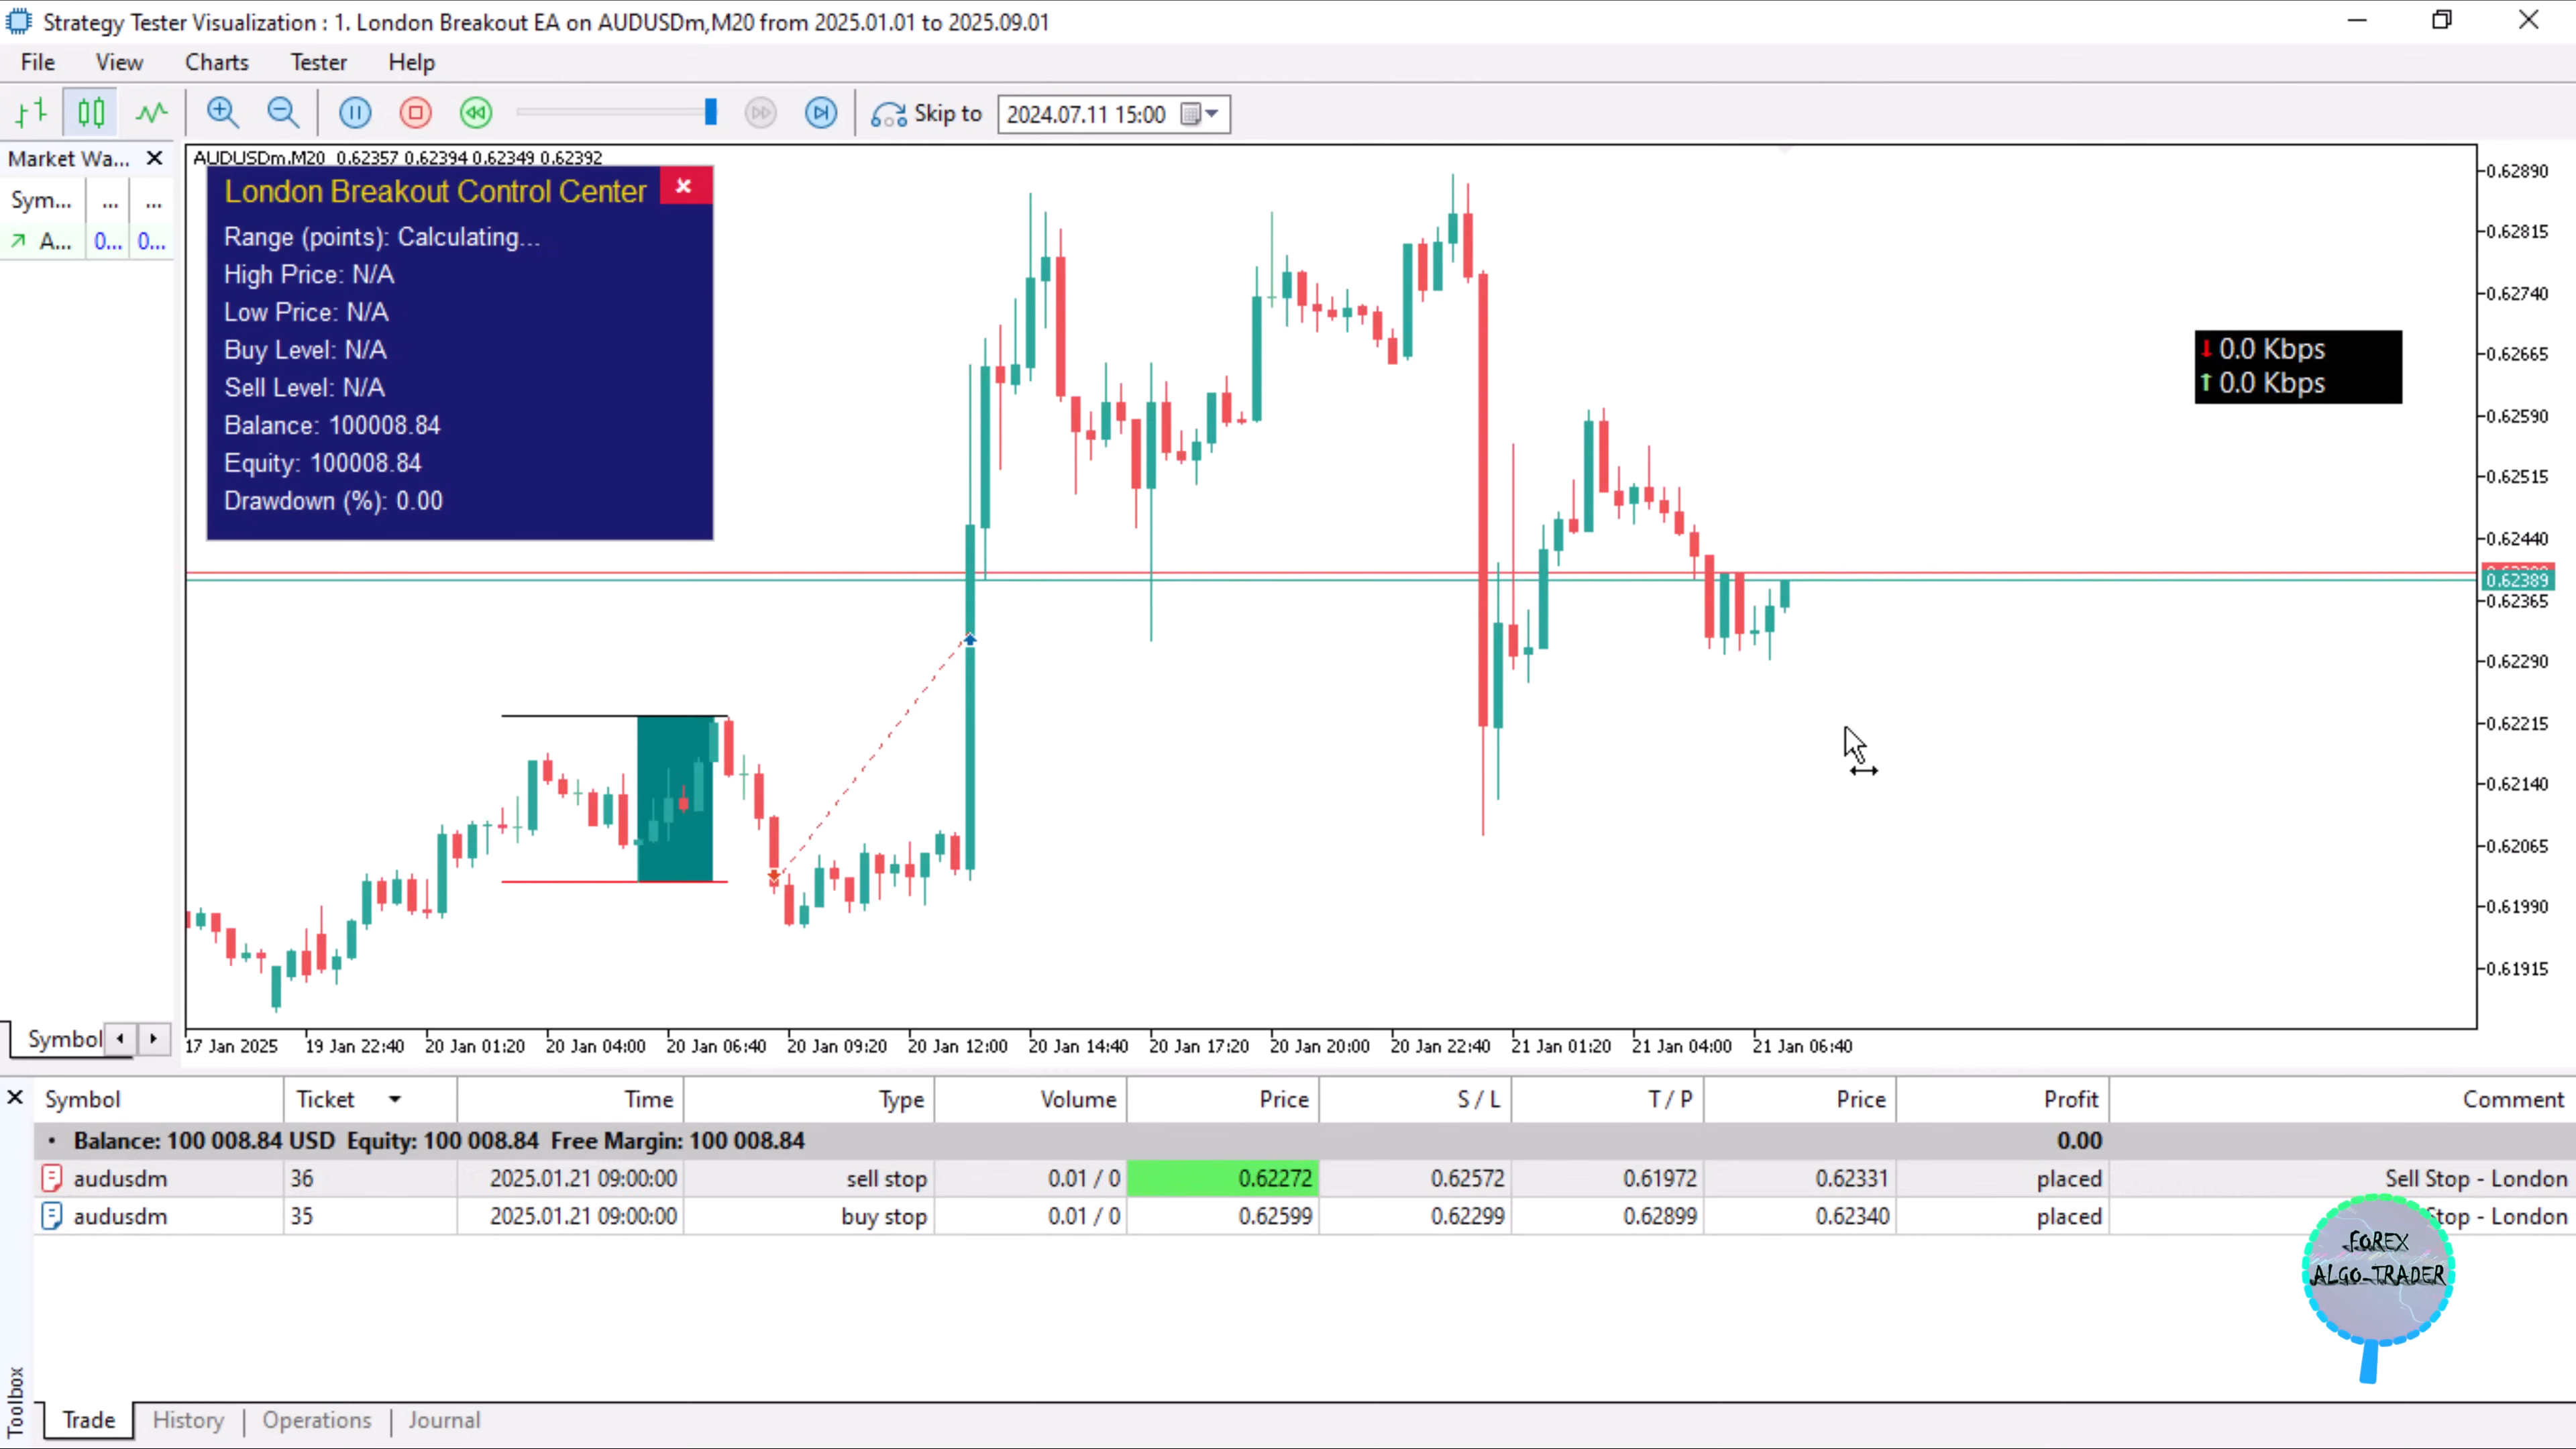 Strategy Tester Visualization : 1. London Breakout EA on AUDUSDm,M20 from 2025.01.01 to 2025.09.01
File View Charts Tester Help
Skip to 2024.07.11 15:00
Market Wa...
Sym... ... ...
A... 0... 0...
Symbol
AUDUSDm,M20 0.62357 0.62394 0.62349 0.62392
London Breakout Control Center
Range (points): Calculating...
High Price: N/A
Low Price: N/A
Buy Level: N/A
Sell Level: N/A
Balance: 100008.84
Equity: 100008.84
Drawdown (%): 0.00
0.0 Kbps
0.0 Kbps
0.62890
0.62815
0.62740
0.62665
0.62590
0.62515
0.62440
0.62389
0.62365
0.62290
0.62215
0.62140
0.62065
0.61990
0.61915
17 Jan 2025 19 Jan 22:40 20 Jan 01:20 20 Jan 04:00 20 Jan 06:40 20 Jan 09:20 20 Jan 12:00 20 Jan 14:40 20 Jan 17:20 20 Jan 20:00 20 Jan 22:40 21 Jan 01:20 21 Jan 04:00 21 Jan 06:40
Symbol Ticket Time Type Volume Price S / L T / P Price Profit Comment
Balance: 100 008.84 USD Equity: 100 008.84 Free Margin: 100 008.84 0.00
audusdm 36 2025.01.21 09:00:00 sell stop 0.01 / 0 0.62272 0.62572 0.61972 0.62331 placed Sell Stop - London
audusdm 35 2025.01.21 09:00:00 buy stop 0.01 / 0 0.62599 0.62299 0.62899 0.62340 placed Stop - London
FOREX
ALGO-TRADER
Toolbox
Trade History Operations Journal